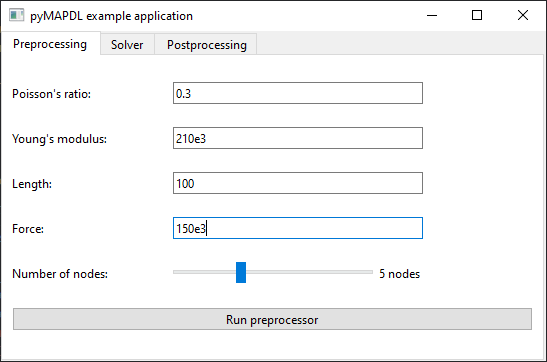 pyMAPDL example application
Preprocessing Solver Postprocessing
Poisson's ratio: 0.3
Young's modulus: 210e3
Length: 100
Force: 150e3
Number of nodes: 5 nodes
Run preprocessor